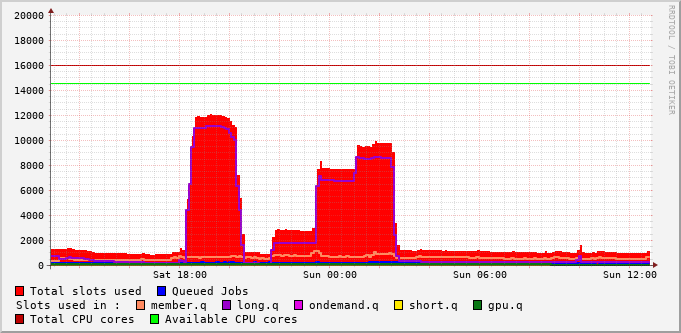 RRDTOOL / TOBI OETIKER
20000
18000
16000
14000
12000
10000
8000
6000
4000
2000
0
Sat 18:00 Sun 00:00 Sun 06:00 Sun 12:00
Total slots used Queued Jobs
Slots used in : member.q long.q ondemand.q short.q gpu.q
Total CPU cores Available CPU cores